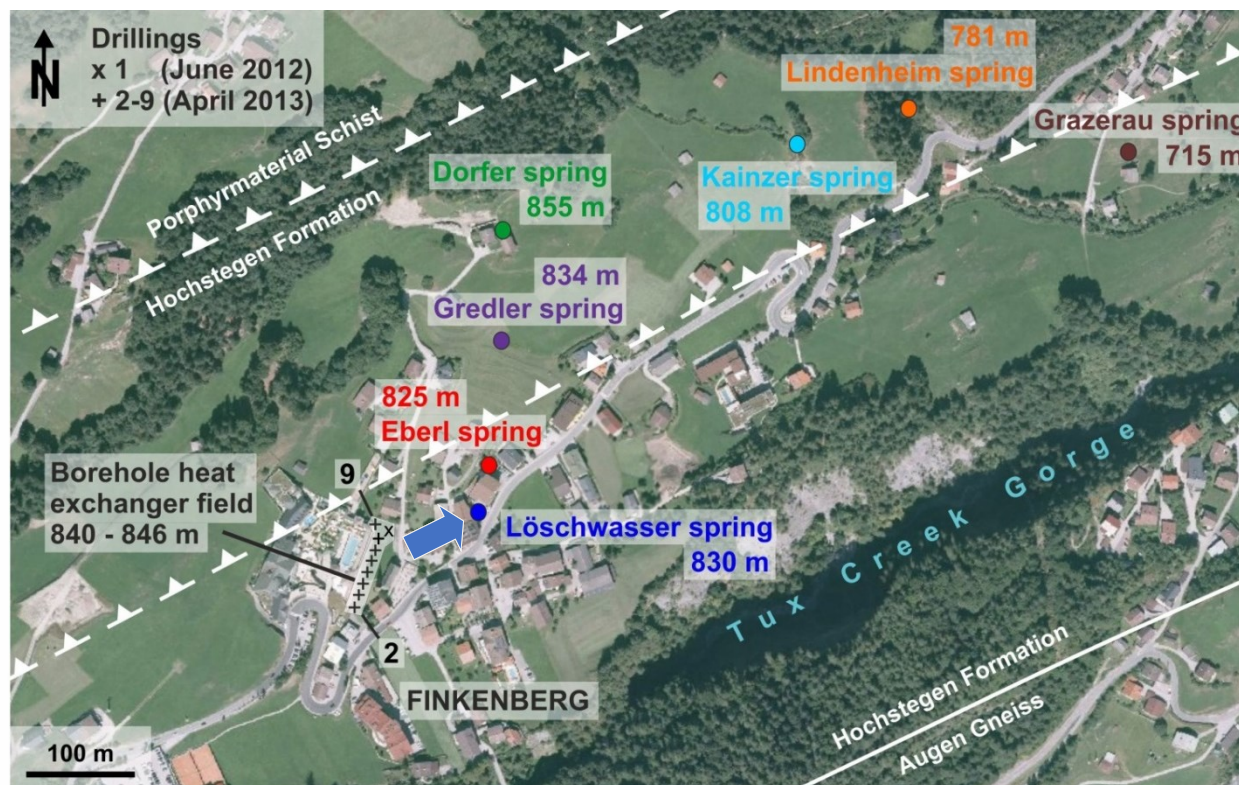 N
Drillings
x 1 (June 2012)
+ 2-9 (April 2013)
Porphyrmaterial Schist
Hochstegen Formation
781 m
Lindenheim spring
Grazerau spring
715 m
Dorfer spring
855 m
Kainzer spring
808 m
834 m
Gredler spring
825 m
Eberl spring
Borehole heat
exchanger field
840 - 846 m
9
x
Löschwasser spring
830 m
2
FINKENBERG
Tux Creek Gorge
Hochstegen Formation
Augen Gneiss
100 m